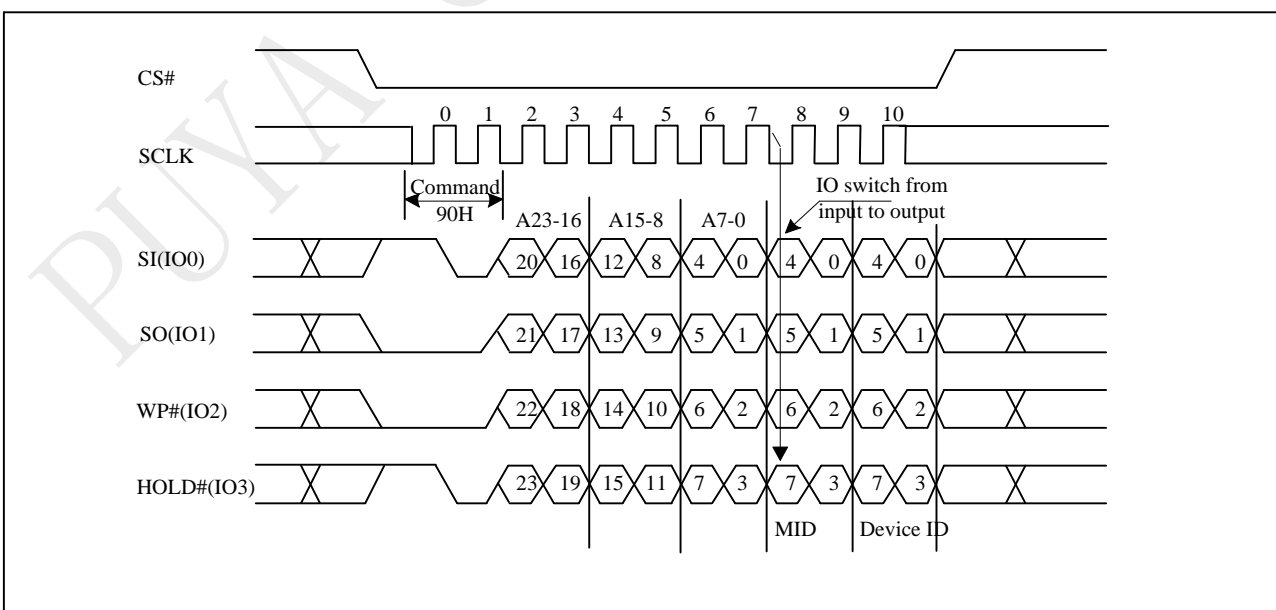 PUYA
CS#
0 1 2 3 4 5 6 7 8 9 10
SCLK
Command
90H
IO switch from
input to output
A23-16 A15-8 A7-0
SI(IO0) 20 16 12 8 4 0 4 0 4 0
SO(IO1) 21 17 13 9 5 1 5 1 5 1
WP#(IO2) 22 18 14 10 6 2 6 2 6 2
HOLD#(IO3) 23 19 15 11 7 3 7 3 7 3
MID Device ID